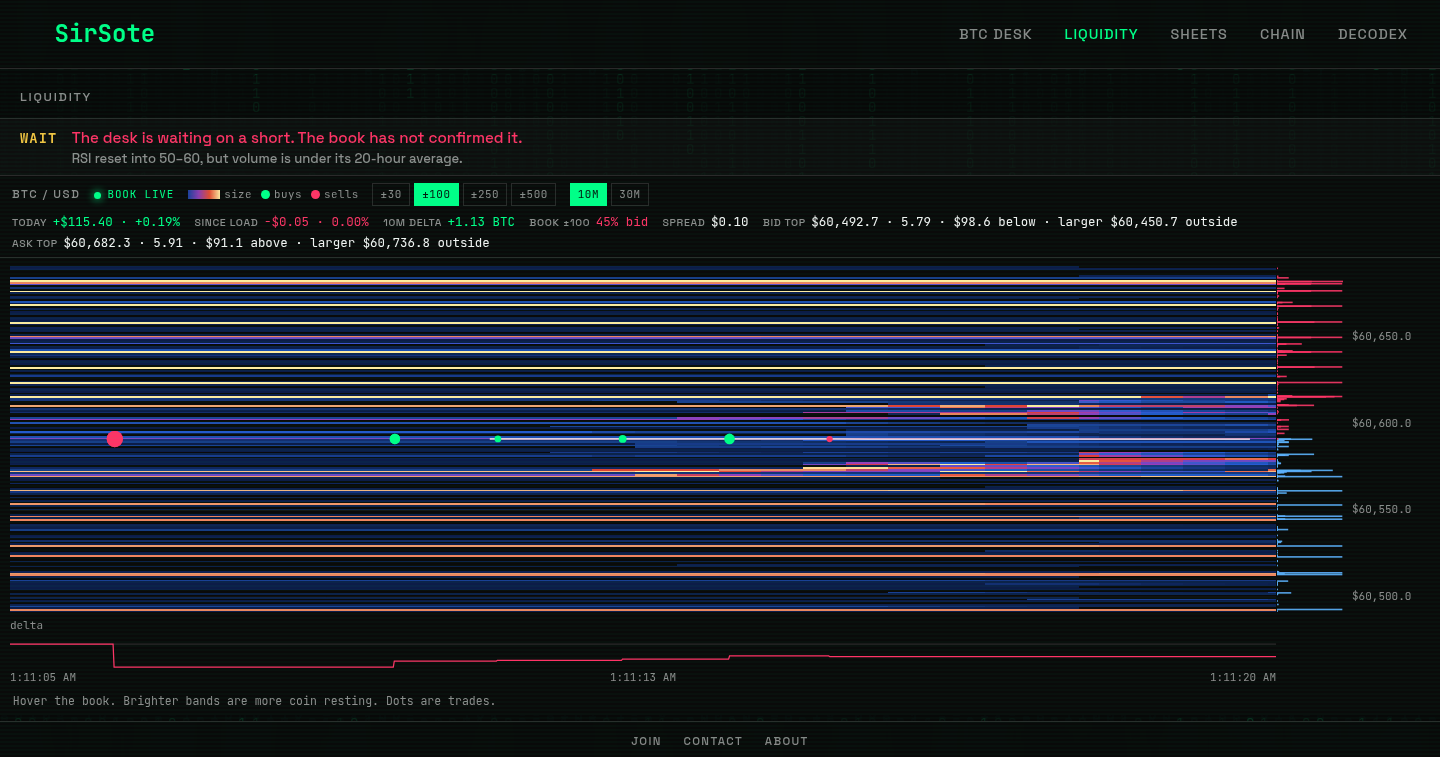 SirSote
BTC DESK LIQUIDITY SHEETS CHAIN DECODEX
LIQUIDITY
WAIT The desk is waiting on a short. The book has not confirmed it.
RSI reset into 50–60, but volume is under its 20-hour average.
BTC / USD BOOK LIVE size buys sells ±30 ±100 ±250 ±500 10M 30M
TODAY +$115.40 · +0.19% SINCE LOAD -$0.05 · 0.00% 10M DELTA +1.13 BTC BOOK ±100 45% bid SPREAD $0.10 BID TOP $60,492.7 · 5.79 · $98.6 below · larger $60,450.7 outside
ASK TOP $60,682.3 · 5.91 · $91.1 above · larger $60,736.8 outside
$60,650.0
$60,600.0
$60,550.0
$60,500.0
delta
1:11:05 AM 1:11:13 AM 1:11:20 AM
Hover the book. Brighter bands are more coin resting. Dots are trades.
JOIN CONTACT ABOUT